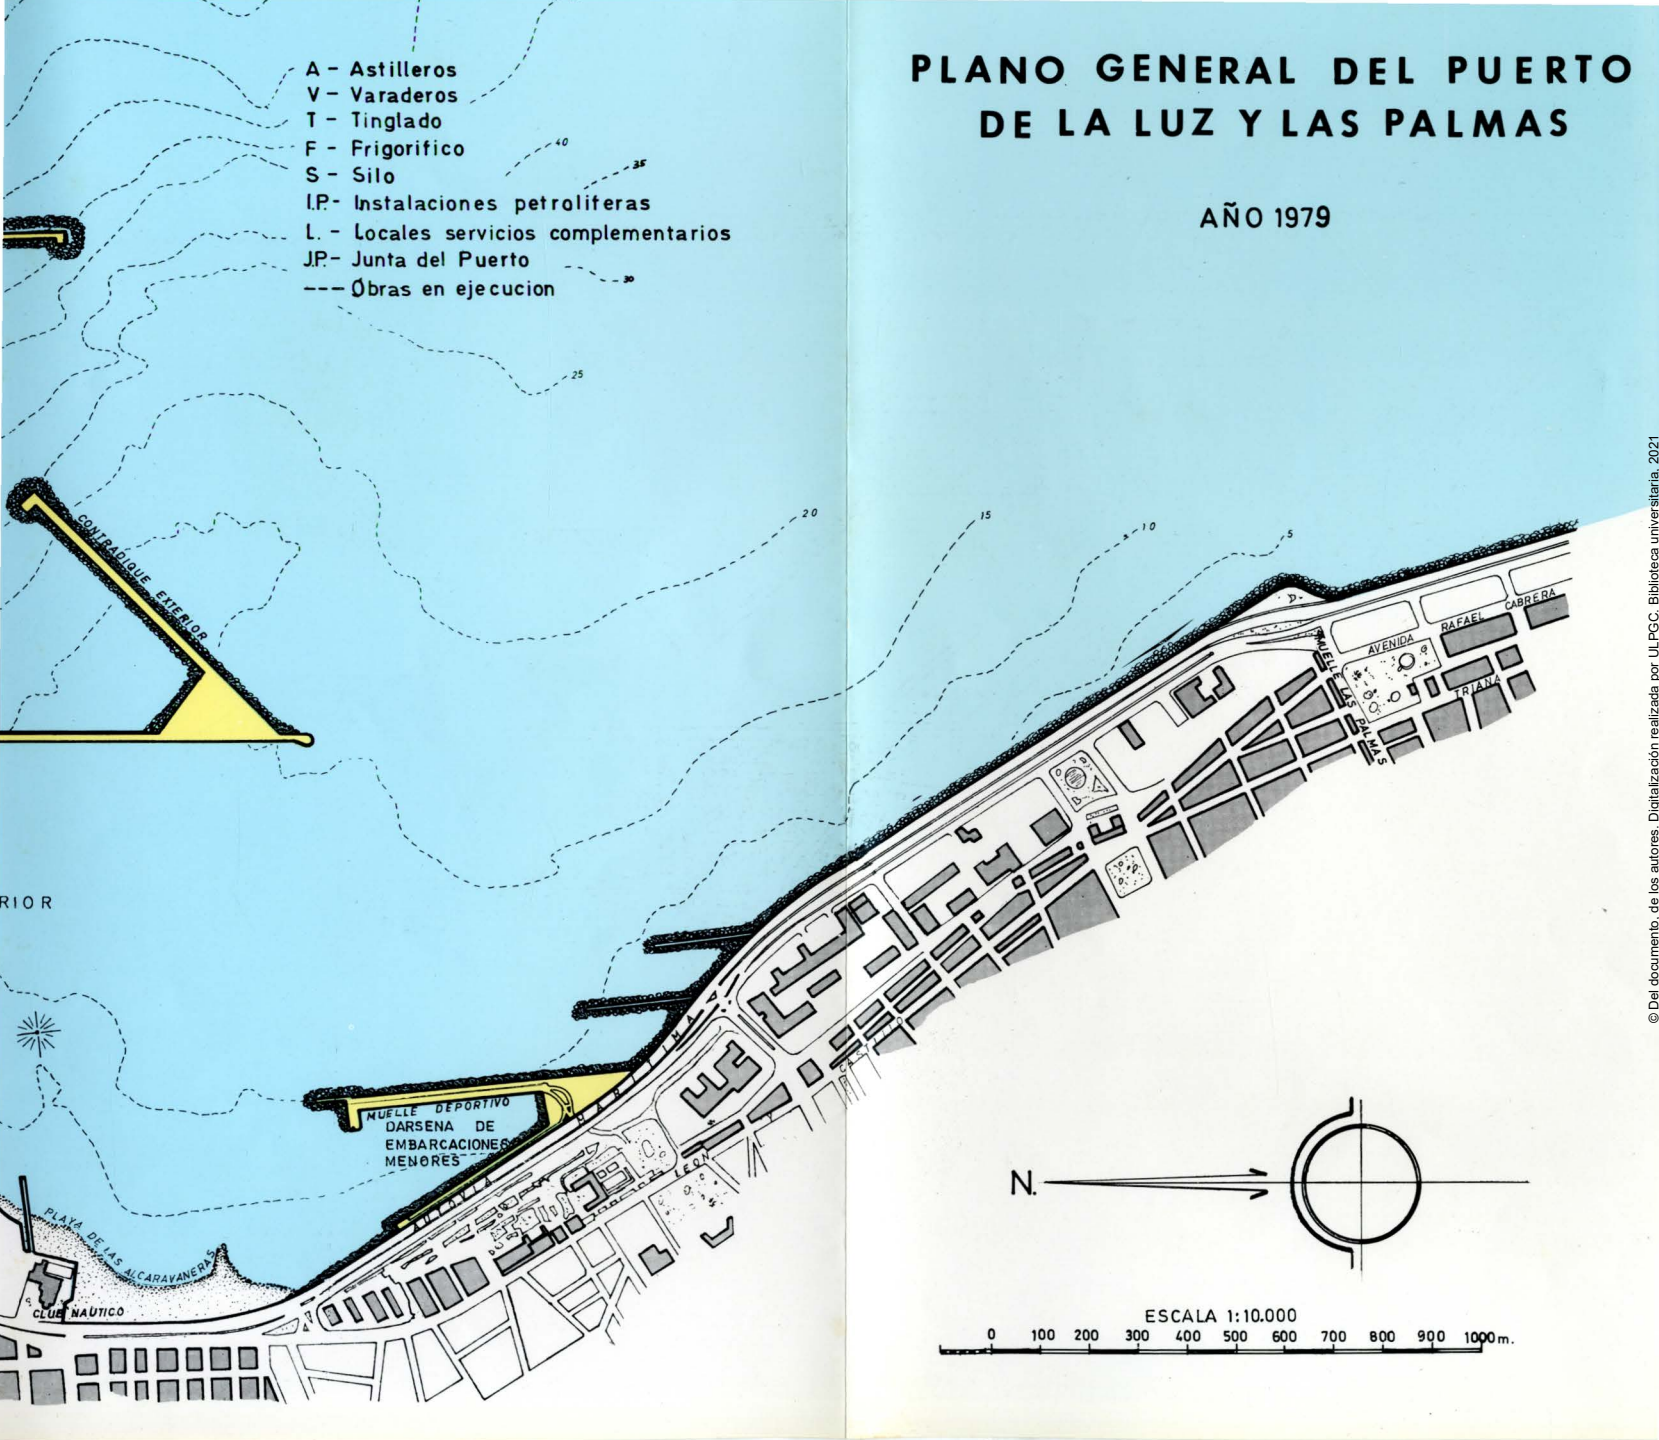 PLANO GENERAL DEL PUERTO
DE LA LUZ Y LAS PALMAS
AÑO 1979
A - Astilleros
V - Varaderos
T - Tinglado
F - Frigorifico
S - Silo
I.P.- Instalaciones petroliferas
L. - Locales servicios complementarios
J.P.- Junta del Puerto
--- Obras en ejecucion
40
35
30
25
20
15
10
5
CONTRADIQUE EXTERIOR
RIOR
MUELLE DEPORTIVO
DARSENA DE
EMBARCACIONES
MENORES
PLAYA DE LAS ALCARAVANERAS
CLUB NAUTICO
AUTOVIA
MARITIMA
LEON
Y
CASTILLO
MUELLE LAS PALMAS
AVENIDA
RAFAEL
CABRERA
TRIANA
N.
ESCALA 1:10.000
0 100 200 300 400 500 600 700 800 900 1000 m.
© Del documento, de los autores. Digitalización realizada por ULPGC. Biblioteca universitaria, 2021